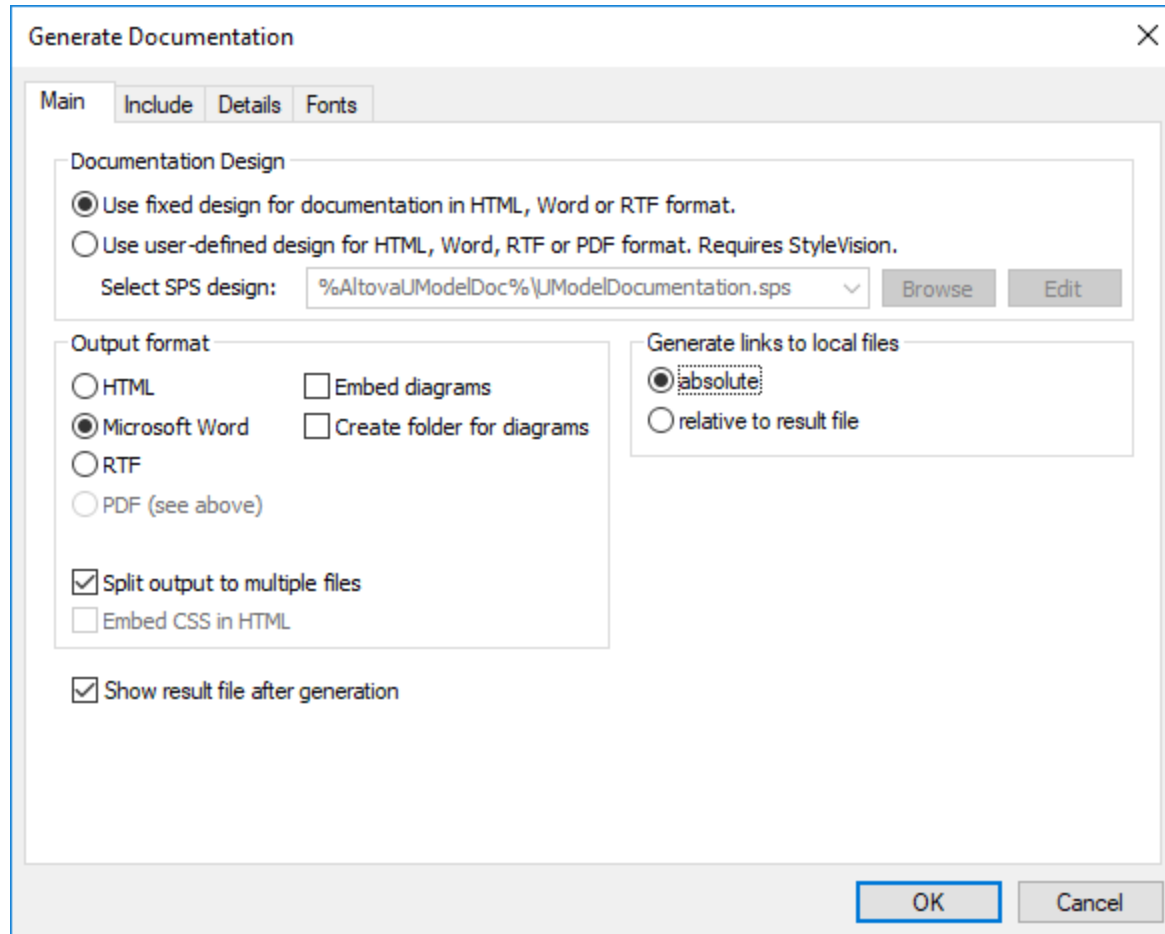 Generate Documentation
Main Include Details Fonts
Documentation Design
Use fixed design for documentation in HTML, Word or RTF format.
Use user-defined design for HTML, Word, RTF or PDF format. Requires StyleVision.
Select SPS design: %AltovaUModelDoc%\UModelDocumentation.sps Browse Edit
Output format
HTML Embed diagrams
Microsoft Word Create folder for diagrams
RTF
PDF (see above)
Split output to multiple files
Embed CSS in HTML
Generate links to local files
absolute
relative to result file
Show result file after generation
OK Cancel